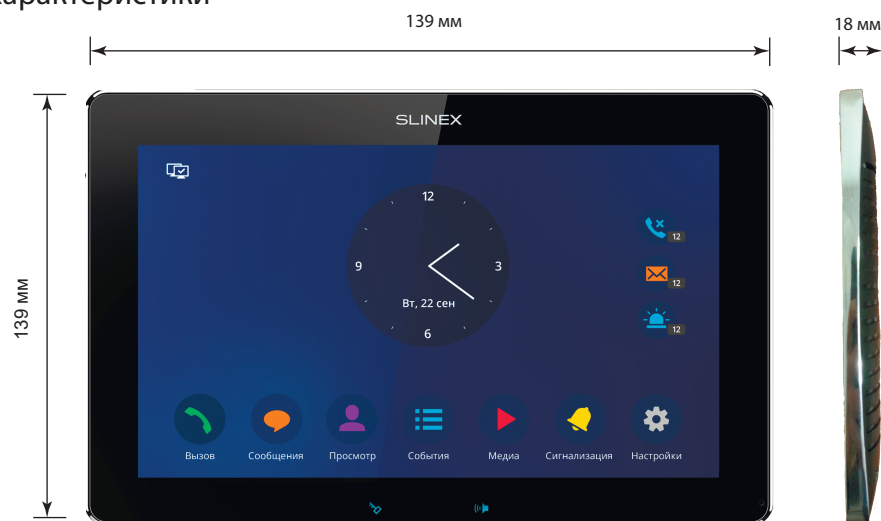 характеристики
139 мм
18 мм
139 мм
SLINEX
12
9
3
Вт, 22 сен
6
12
12
12
Вызов
Сообщения
Просмотр
События
Медиа
Сигнализация
Настройки